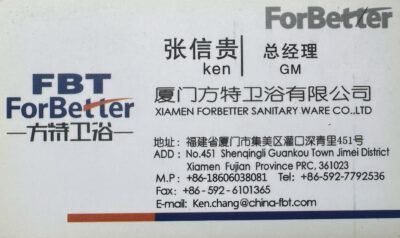 ForBetter
张信贵 总经理
ken GM
FBT
ForBetter
方特卫浴
厦门方特卫浴有限公司
XIAMEN FORBETTER SANITARY WARE CO.,LTD
地址: 福建省厦门市集美区灌口深青里451号
ADD : No.451 Shenqingli Guankou Town Jimei District
Xiamen Fujian Province PRC, 361023
M.P : +86-18606038081 Tel: +86-592-7792536
Fax: +86-592-6101365
E-mail: Ken.chang@china-fbt.com